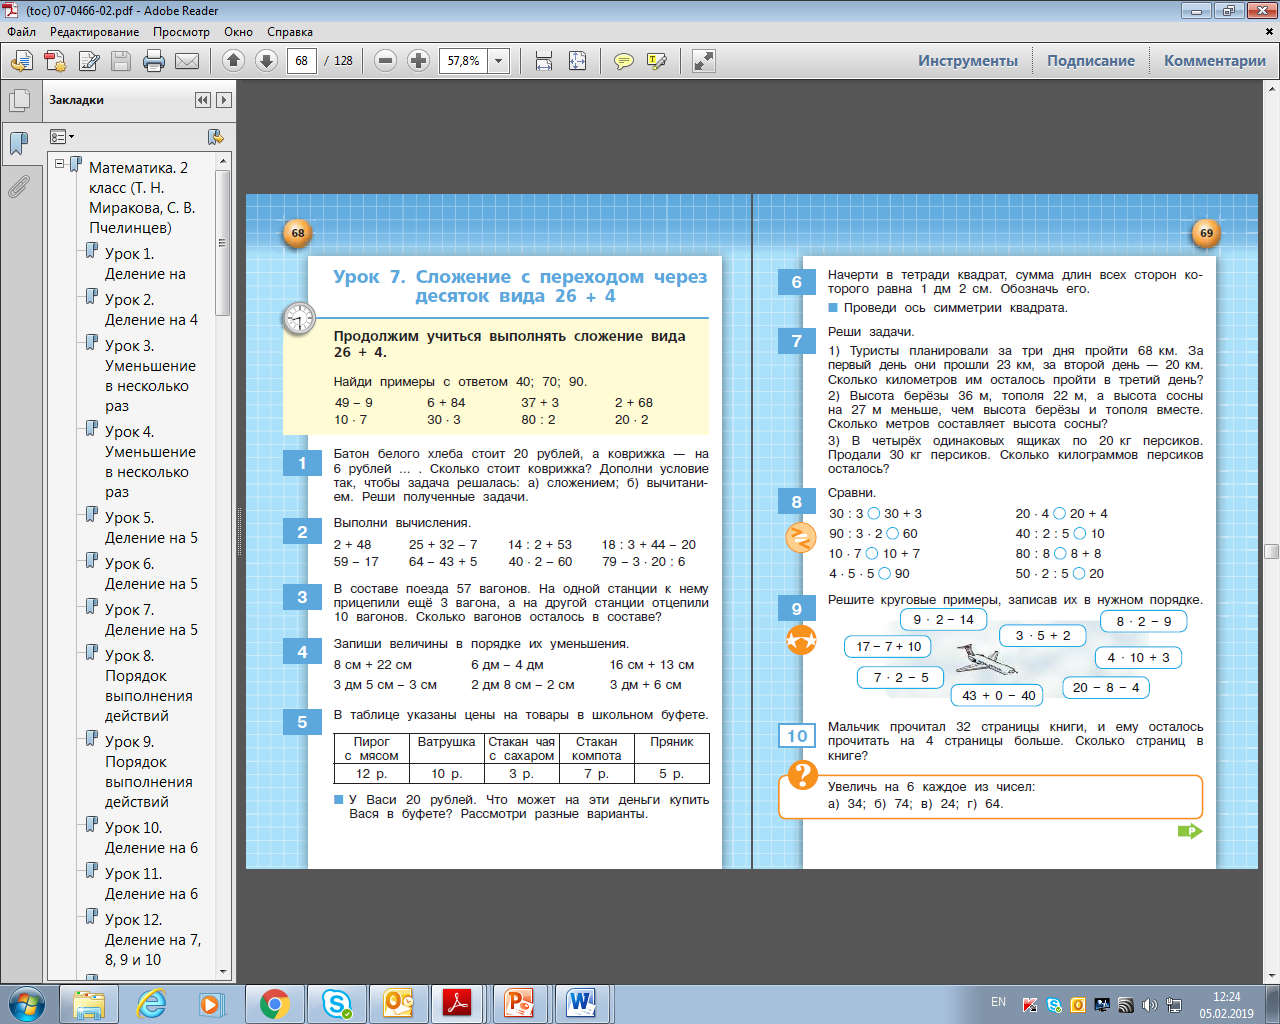 (toc) 07-0466-02.pdf - Adobe Reader
Файл Редактирование Просмотр Окно Справка
68 / 128 57,8% Инструменты Подписание Комментарии
Закладки
Математика. 2
класс (Т. Н.
Миракова, С. В.
Пчелинцев)
Урок 1.
Деление на
Урок 2.
Деление на 4
Урок 3.
Уменьшение
в несколько
раз
Урок 4.
Уменьшение
в несколько
раз
Урок 5.
Деление на 5
Урок 6.
Деление на 5
Урок 7.
Деление на 5
Урок 8.
Порядок
выполнения
действий
Урок 9.
Порядок
выполнения
действий
Урок 10.
Деление на 6
Урок 11.
Деление на 6
Урок 12.
Деление на 7,
8, 9 и 10
68
Урок 7. Сложение с переходом через
десяток вида 26 + 4
Продолжим учиться выполнять сложение вида
26 + 4.
Найди примеры с ответом 40; 70; 90.
49 − 9 6 + 84 37 + 3 2 + 68
10 · 7 30 · 3 80 : 2 20 · 2
1 Батон белого хлеба стоит 20 рублей, а коврижка — на
6 рублей ... . Сколько стоит коврижка? Дополни условие
так, чтобы задача решалась: а) сложением; б) вычитани-
ем. Реши полученные задачи.
2 Выполни вычисления.
2 + 48 25 + 32 − 7 14 : 2 + 53 18 : 3 + 44 − 20
59 − 17 64 − 43 + 5 40 · 2 − 60 79 − 3 · 20 : 6
3 В составе поезда 57 вагонов. На одной станции к нему
прицепили ещё 3 вагона, а на другой станции отцепили
10 вагонов. Сколько вагонов осталось в составе?
4 Запиши величины в порядке их уменьшения.
8 см + 22 см 6 дм − 4 дм 16 см + 13 см
3 дм 5 см − 3 см 2 дм 8 см − 2 см 3 дм + 6 см
5 В таблице указаны цены на товары в школьном буфете.
Пирог Ватрушка Стакан чая Стакан Пряник
с мясом с сахаром компота
12 р. 10 р. 3 р. 7 р. 5 р.
У Васи 20 рублей. Что может на эти деньги купить
Вася в буфете? Рассмотри разные варианты.
69
6 Начерти в тетради квадрат, сумма длин всех сторон ко-
торого равна 1 дм 2 см. Обозначь его.
Проведи ось симметрии квадрата.
7 Реши задачи.
1) Туристы планировали за три дня пройти 68 км. За
первый день они прошли 23 км, за второй день — 20 км.
Сколько километров им осталось пройти в третий день?
2) Высота берёзы 36 м, тополя 22 м, а высота сосны
на 27 м меньше, чем высота берёзы и тополя вместе.
Сколько метров составляет высота сосны?
3) В четырёх одинаковых ящиках по 20 кг персиков.
Продали 30 кг персиков. Сколько килограммов персиков
осталось?
8 Сравни.
30 : 3 ○ 30 + 3 20 · 4 ○ 20 + 4
90 : 3 · 2 ○ 60 40 : 2 : 5 ○ 10
10 · 7 ○ 10 + 7 80 : 8 ○ 8 + 8
4 · 5 · 5 ○ 90 50 · 2 : 5 ○ 20
9 Решите круговые примеры, записав их в нужном порядке.
9 · 2 − 14
8 · 2 − 9
3 · 5 + 2
17 − 7 + 10
4 · 10 + 3
7 · 2 − 5
20 − 8 − 4
43 + 0 − 40
10 Мальчик прочитал 32 страницы книги, и ему осталось
прочитать на 4 страницы больше. Сколько страниц в
книге?
? Увеличь на 6 каждое из чисел:
а) 34; б) 74; в) 24; г) 64.
Р
EN 12:24
05.02.2019